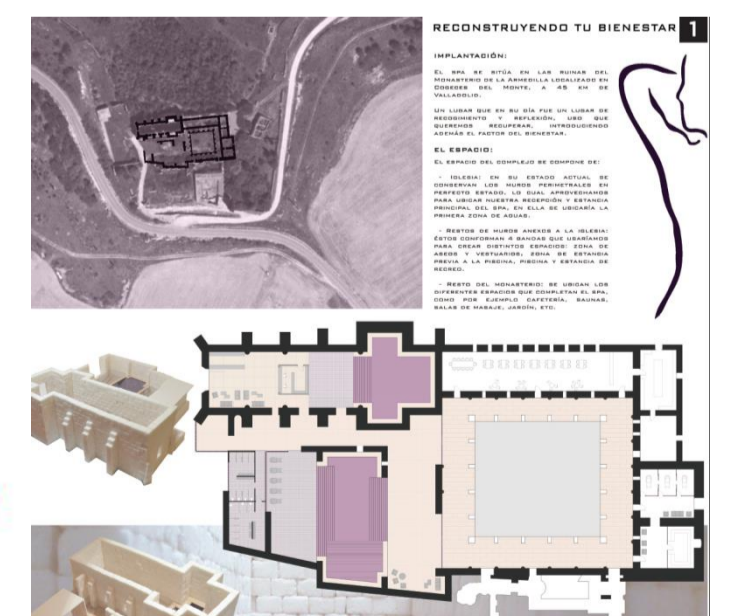 RECONSTRUYENDO TU BIENESTAR 1
IMPLANTACIÓN:
EL SPA SE SITÚA EN LAS RUINAS DEL
MONASTERIO DE LA ARMEDILLA LOCALIZADO EN
COGECES DEL MONTE, A 45 KM DE
VALLADOLID.
UN LUGAR QUE EN SU DÍA FUE UN LUGAR DE
RECOGIMIENTO Y REFLEXIÓN, USO QUE
QUEREMOS RECUPERAR, INTRODUCIENDO
ADEMÁS EL FACTOR DEL BIENESTAR.
EL ESPACIO:
EL ESPACIO DEL COMPLEJO SE COMPONE DE:
- IGLESIA: EN SU ESTADO ACTUAL SE
CONSERVAN LOS MUROS PERIMETRALES EN
PERFECTO ESTADO, LO CUAL APROVECHAMOS
PARA UBICAR NUESTRA RECEPCIÓN Y ESTANCIA
PRINCIPAL DEL SPA, EN ELLA SE UBICARÍA LA
PRIMERA ZONA DE AGUAS.
- RESTOS DE MUROS ANEXOS A LA IGLESIA:
ÉSTOS CONFORMAN 4 BANDAS QUE USARÍAMOS
PARA CREAR DISTINTOS ESPACIOS: ZONA DE
ASEOS Y VESTUARIOS, ZONA DE ESTANCIA
PREVIA A LA PISCINA, PISCINA Y ESTANCIA DE
RECREO.
- RESTO DEL MONASTERIO: SE UBICAN LOS
DIFERENTES ESPACIOS QUE COMPLETAN EL SPA,
COMO POR EJEMPLO CAFETERÍA, SAUNAS,
SALAS DE MASAJE, JARDÍN, ETC.